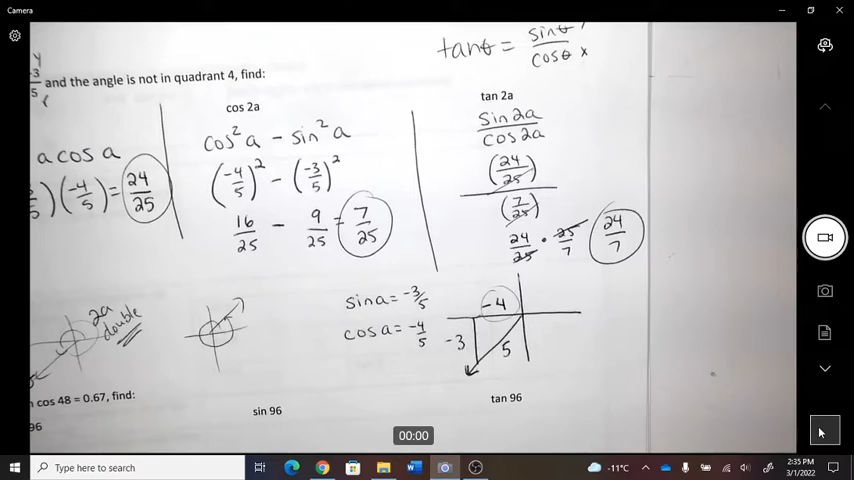 Camera
tanθ = sinθ y / cosθ x
y
-3/5 and the angle is not in quadrant 4, find:
r
cos 2a
tan 2a
a cos a
cos²a - sin²a
sin2a / cos2a
)(-4/5) = 24/25
(-4/5)² - (-3/5)²
(24/25) / (7/25)
16/25 - 9/25 = 7/25
24/25 • 25/7 24/7
sin a = -3/5
cos a = -4/5
-4
-3
5
2a
double
cos 48 = 0.67, find:
96
sin 96
tan 96
00:00
Type here to search
-11°C
2:35 PM
3/1/2022